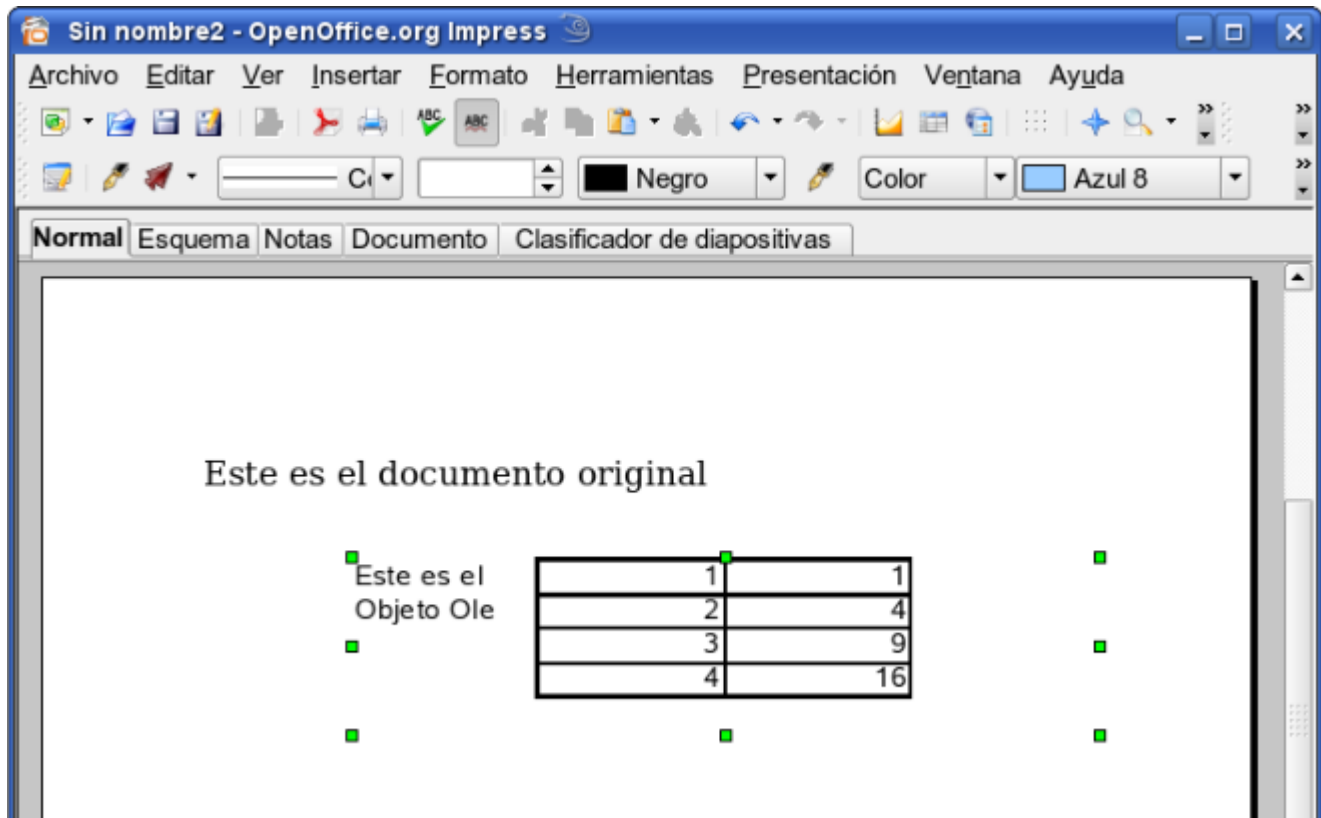 Sin nombre2 - OpenOffice.org Impress
Archivo Editar Ver Insertar Formato Herramientas Presentación Ventana Ayuda
ABC ABC
Negro Color Azul 8
Normal Esquema Notas Documento Clasificador de diapositivas
Este es el documento original
Este es el 1 1
Objeto Ole 2 4
3 9
4 16